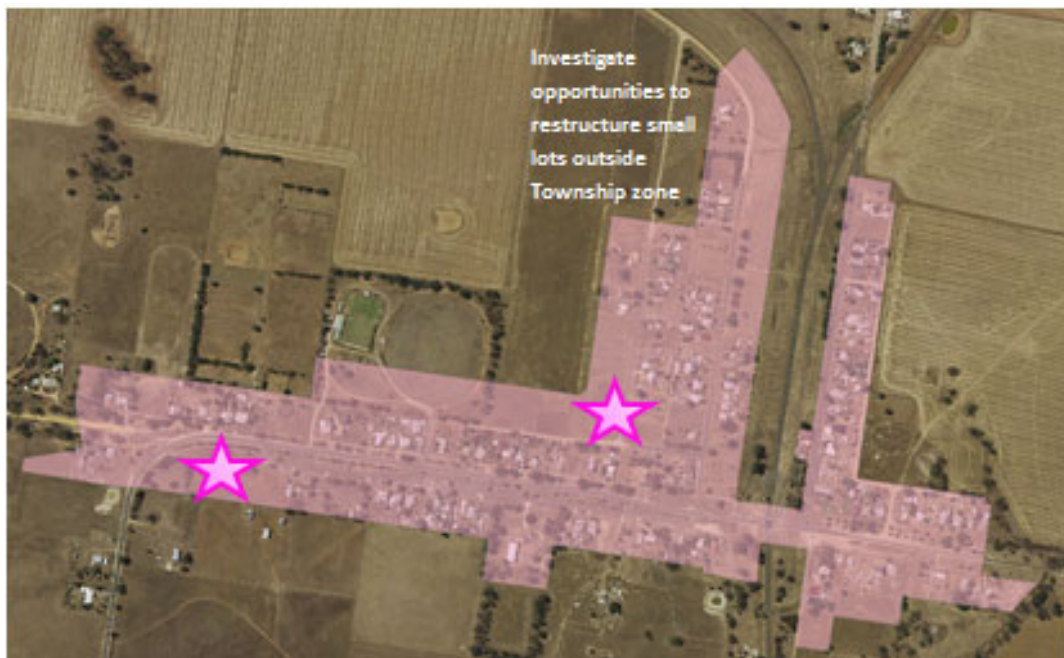 Investigate
opportunities to
restructure small
lots outside
Township zone